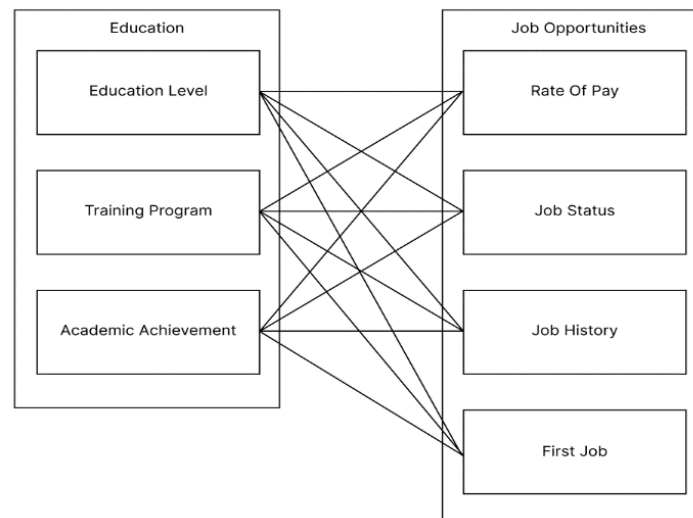 Education
Education Level
Training Program
Academic Achievement
Job Opportunities
Rate Of Pay
Job Status
Job History
First Job